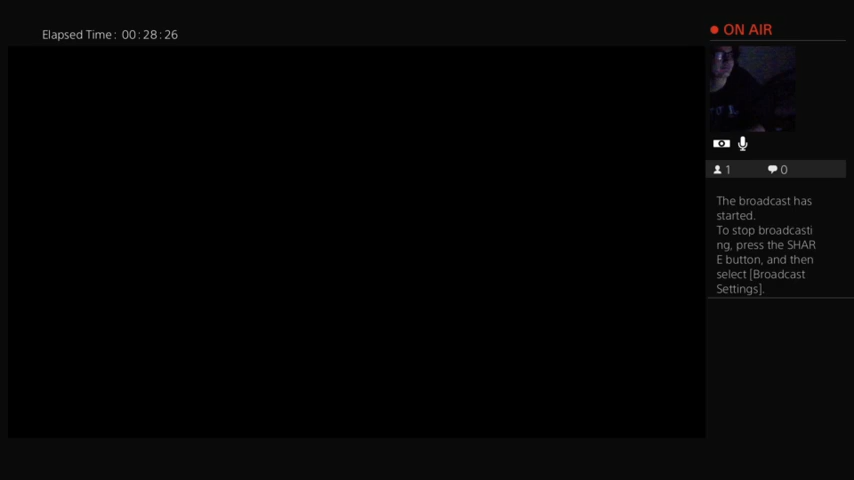 Elapsed Time: 00:28:26
ON AIR
1 0
The broadcast has
started.
To stop broadcasti
ng, press the SHAR
E button, and then
select [Broadcast
Settings].